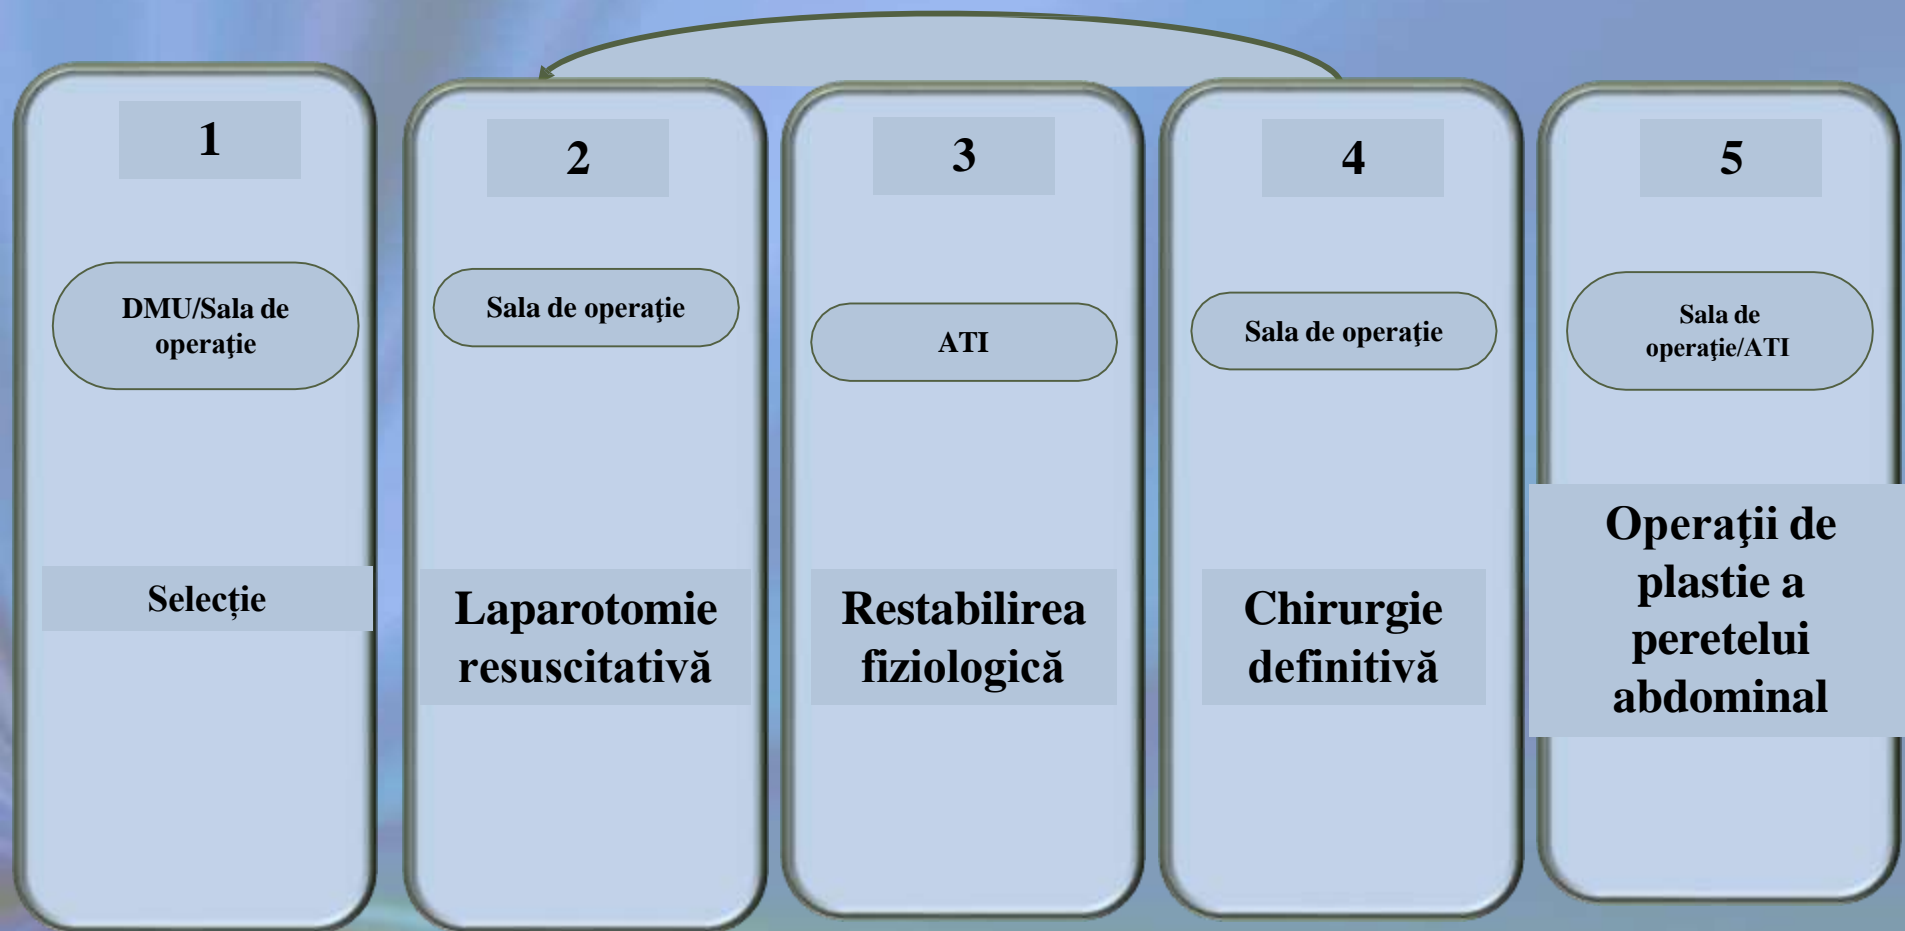 1
DMU/Sala de
operaţie
Selecție
2
Sala de operaţie
Laparotomie
resuscitativă
3
ATI
Restabilirea
fiziologică
4
Sala de operaţie
Chirurgie
definitivă
5
Sala de
operaţie/ATI
Operaţii de
plastie a
peretelui
abdominal